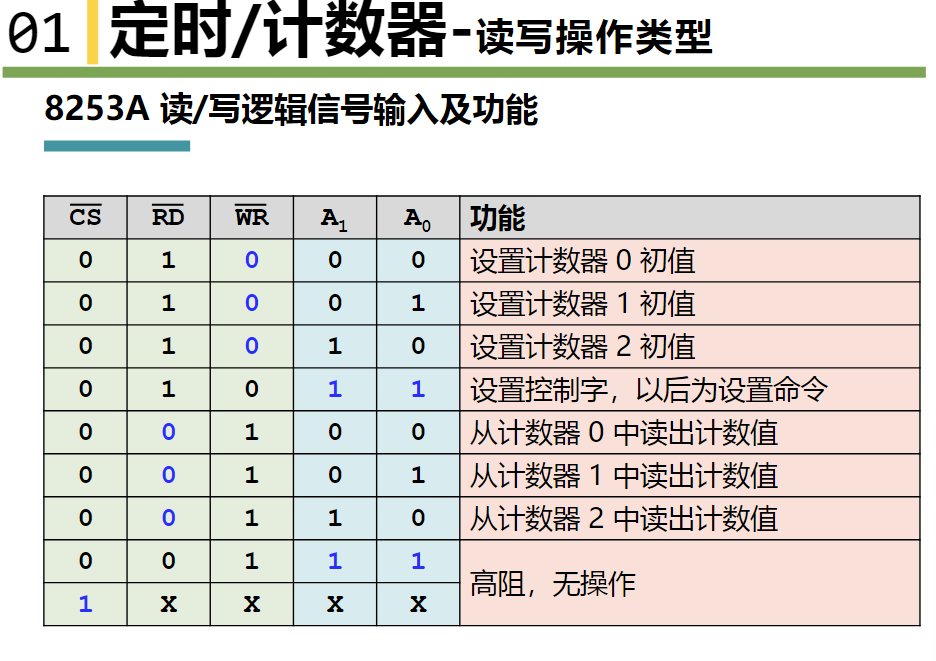 01 定时/计数器-读写操作类型
8253A 读/写逻辑信号输入及功能
CS RD WR A1 A0 功能
0 1 0 0 0 设置计数器 0 初值
0 1 0 0 1 设置计数器 1 初值
0 1 0 1 0 设置计数器 2 初值
0 1 0 1 1 设置控制字，以后为设置命令
0 0 1 0 0 从计数器 0 中读出计数值
0 0 1 0 1 从计数器 1 中读出计数值
0 0 1 1 0 从计数器 2 中读出计数值
0 0 1 1 1 高阻，无操作
1 X X X X